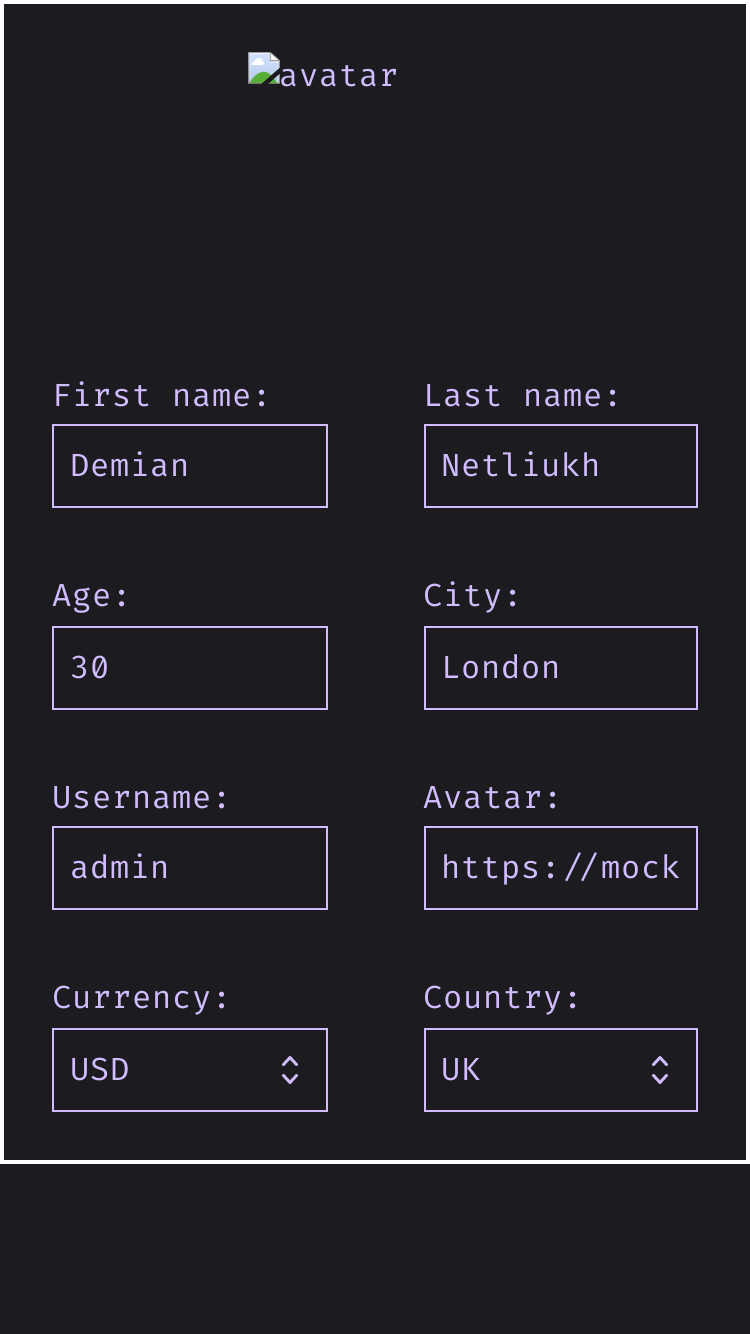 avatar
First name: Last name:
Demian Netliukh
Age: City:
30 London
Username: Avatar:
admin https://mock
Currency: Country:
USD UK